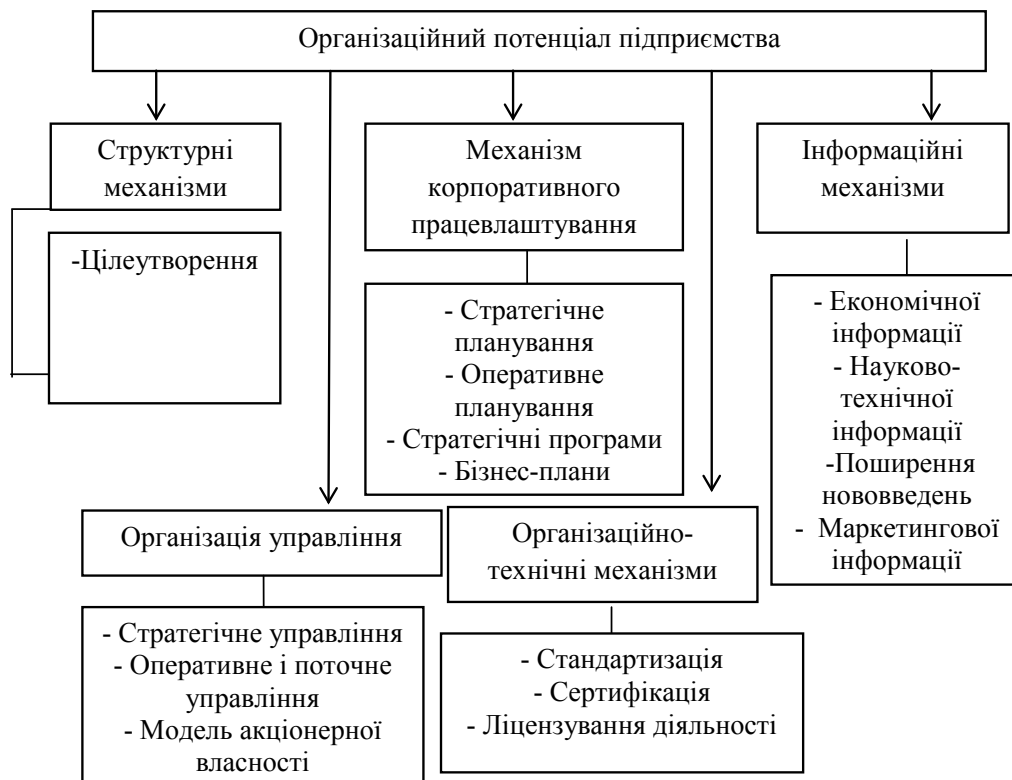 Організаційний потенціал підприємства
Структурні
механізми
-Цілеутворення
Механізм
корпоративного
працевлаштування
- Стратегічне
планування
- Оперативне
планування
- Стратегічні програми
- Бізнес-плани
Інформаційні
механізми
- Економічної
інформації
- Науково-
технічної
інформації
-Поширення
нововведень
- Маркетингової
інформації
Організація управління
- Стратегічне управління
- Оперативне і поточне
управління
- Модель акціонерної
власності
Організаційно-
технічні механізми
- Стандартизація
- Сертифікація
- Ліцензування діяльності